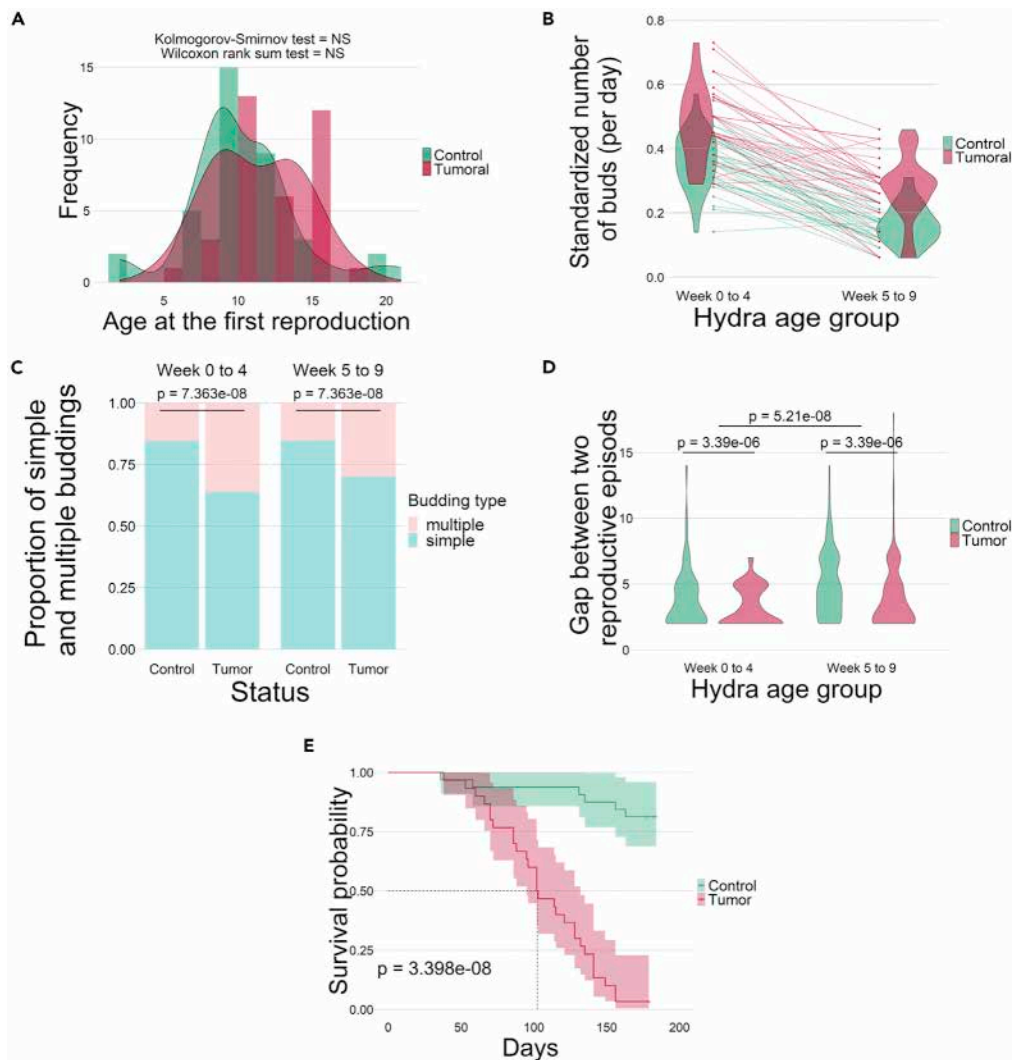 A
Kolmogorov-Smirnov test = NS
Wilcoxon rank sum test = NS
Frequency
15
10
5
0
5
10
15
20
Age at the first reproduction
Control
Tumoral
B
Standardized number
of buds (per day)
0.8
0.6
0.4
0.2
0.0
Week 0 to 4
Week 5 to 9
Hydra age group
Control
Tumoral
C
Week 0 to 4
Week 5 to 9
p = 7.363e-08
p = 7.363e-08
Proportion of simple
and multiple buddings
1.00
0.75
0.50
0.25
0.00
Control
Tumor
Control
Tumor
Status
Budding type
multiple
simple
D
p = 5.21e-08
p = 3.39e-06
p = 3.39e-06
Gap between two
reproductive episods
15
10
5
0
Week 0 to 4
Week 5 to 9
Hydra age group
Control
Tumor
E
Survival probability
1.00
0.75
0.50
0.25
0.00
p = 3.398e-08
0
50
100
150
200
Days
Control
Tumor